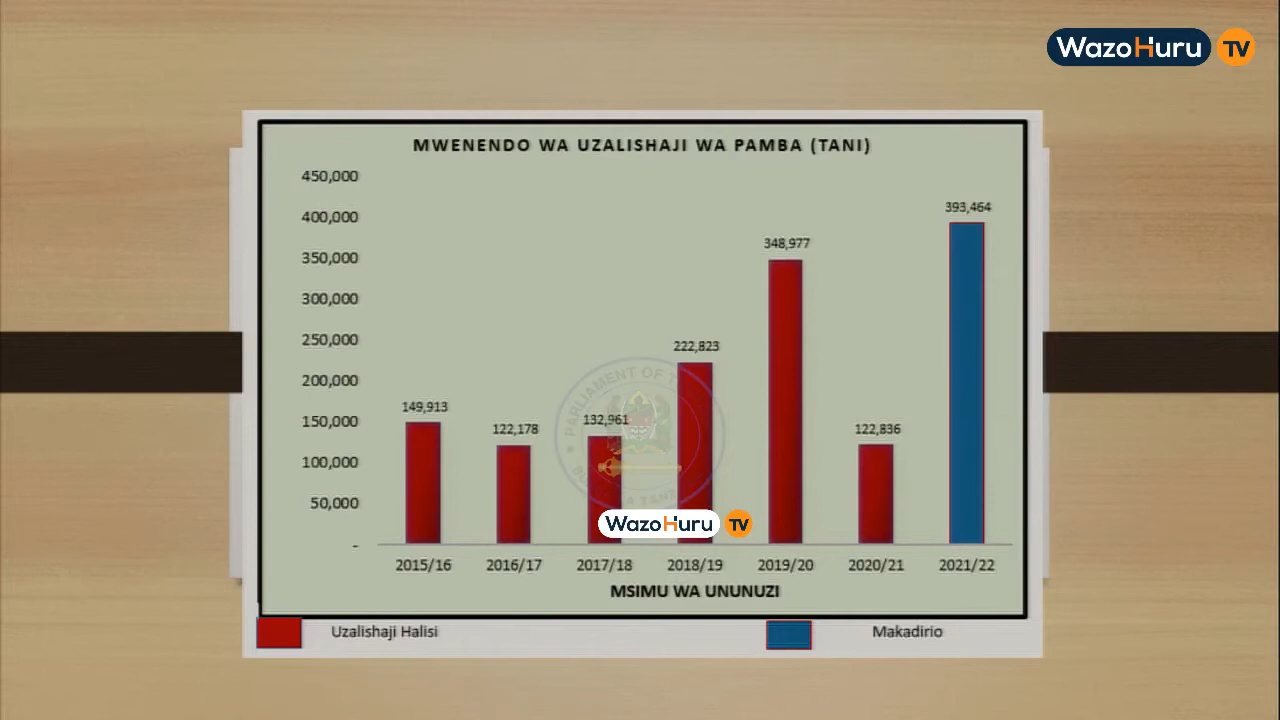 WazoHuru TV
MWENENDO WA UZALISHAJI WA PAMBA (TANI)
450,000
400,000
350,000
300,000
250,000
200,000
150,000
100,000
50,000
-
149,913
122,178
132,961
222,823
348,977
122,836
393,464
PARLIAMENT OF
WazoHuru TV
2015/16 2016/17 2017/18 2018/19 2019/20 2020/21 2021/22
MSIMU WA UNUNUZI
Uzalishaji Halisi Makadirio